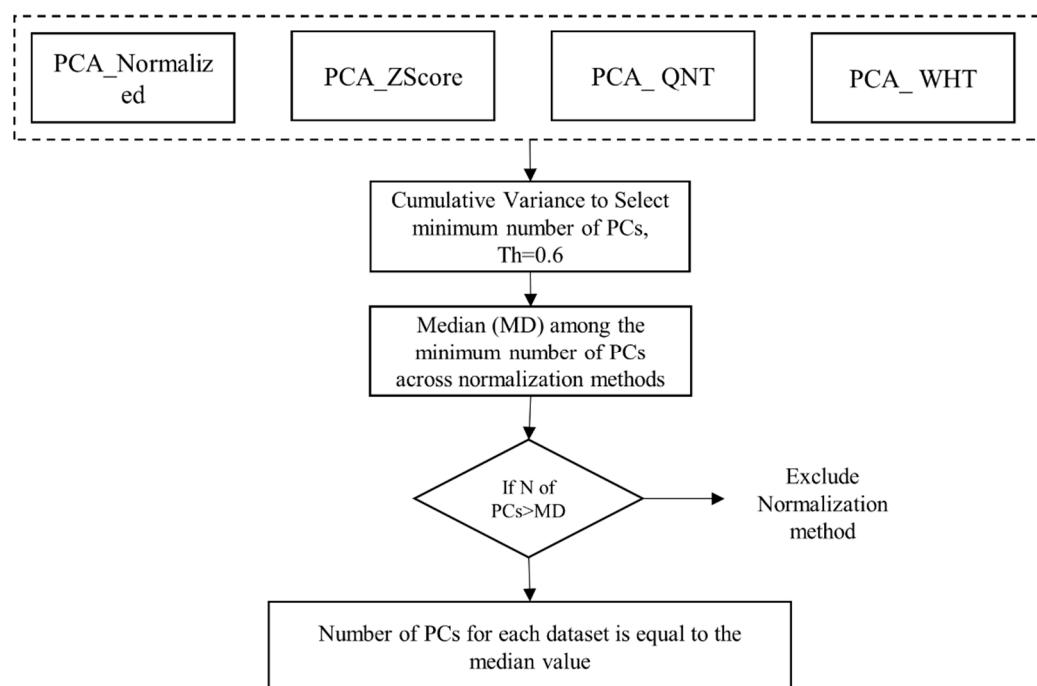 PCA_Normaliz
ed
PCA_ZScore
PCA_ QNT
PCA_ WHT
Cumulative Variance to Select
minimum number of PCs,
Th=0.6
Median (MD) among the
minimum number of PCs
across normalization methods
If N of
PCs>MD
Exclude
Normalization
method
Number of PCs for each dataset is equal to the
median value